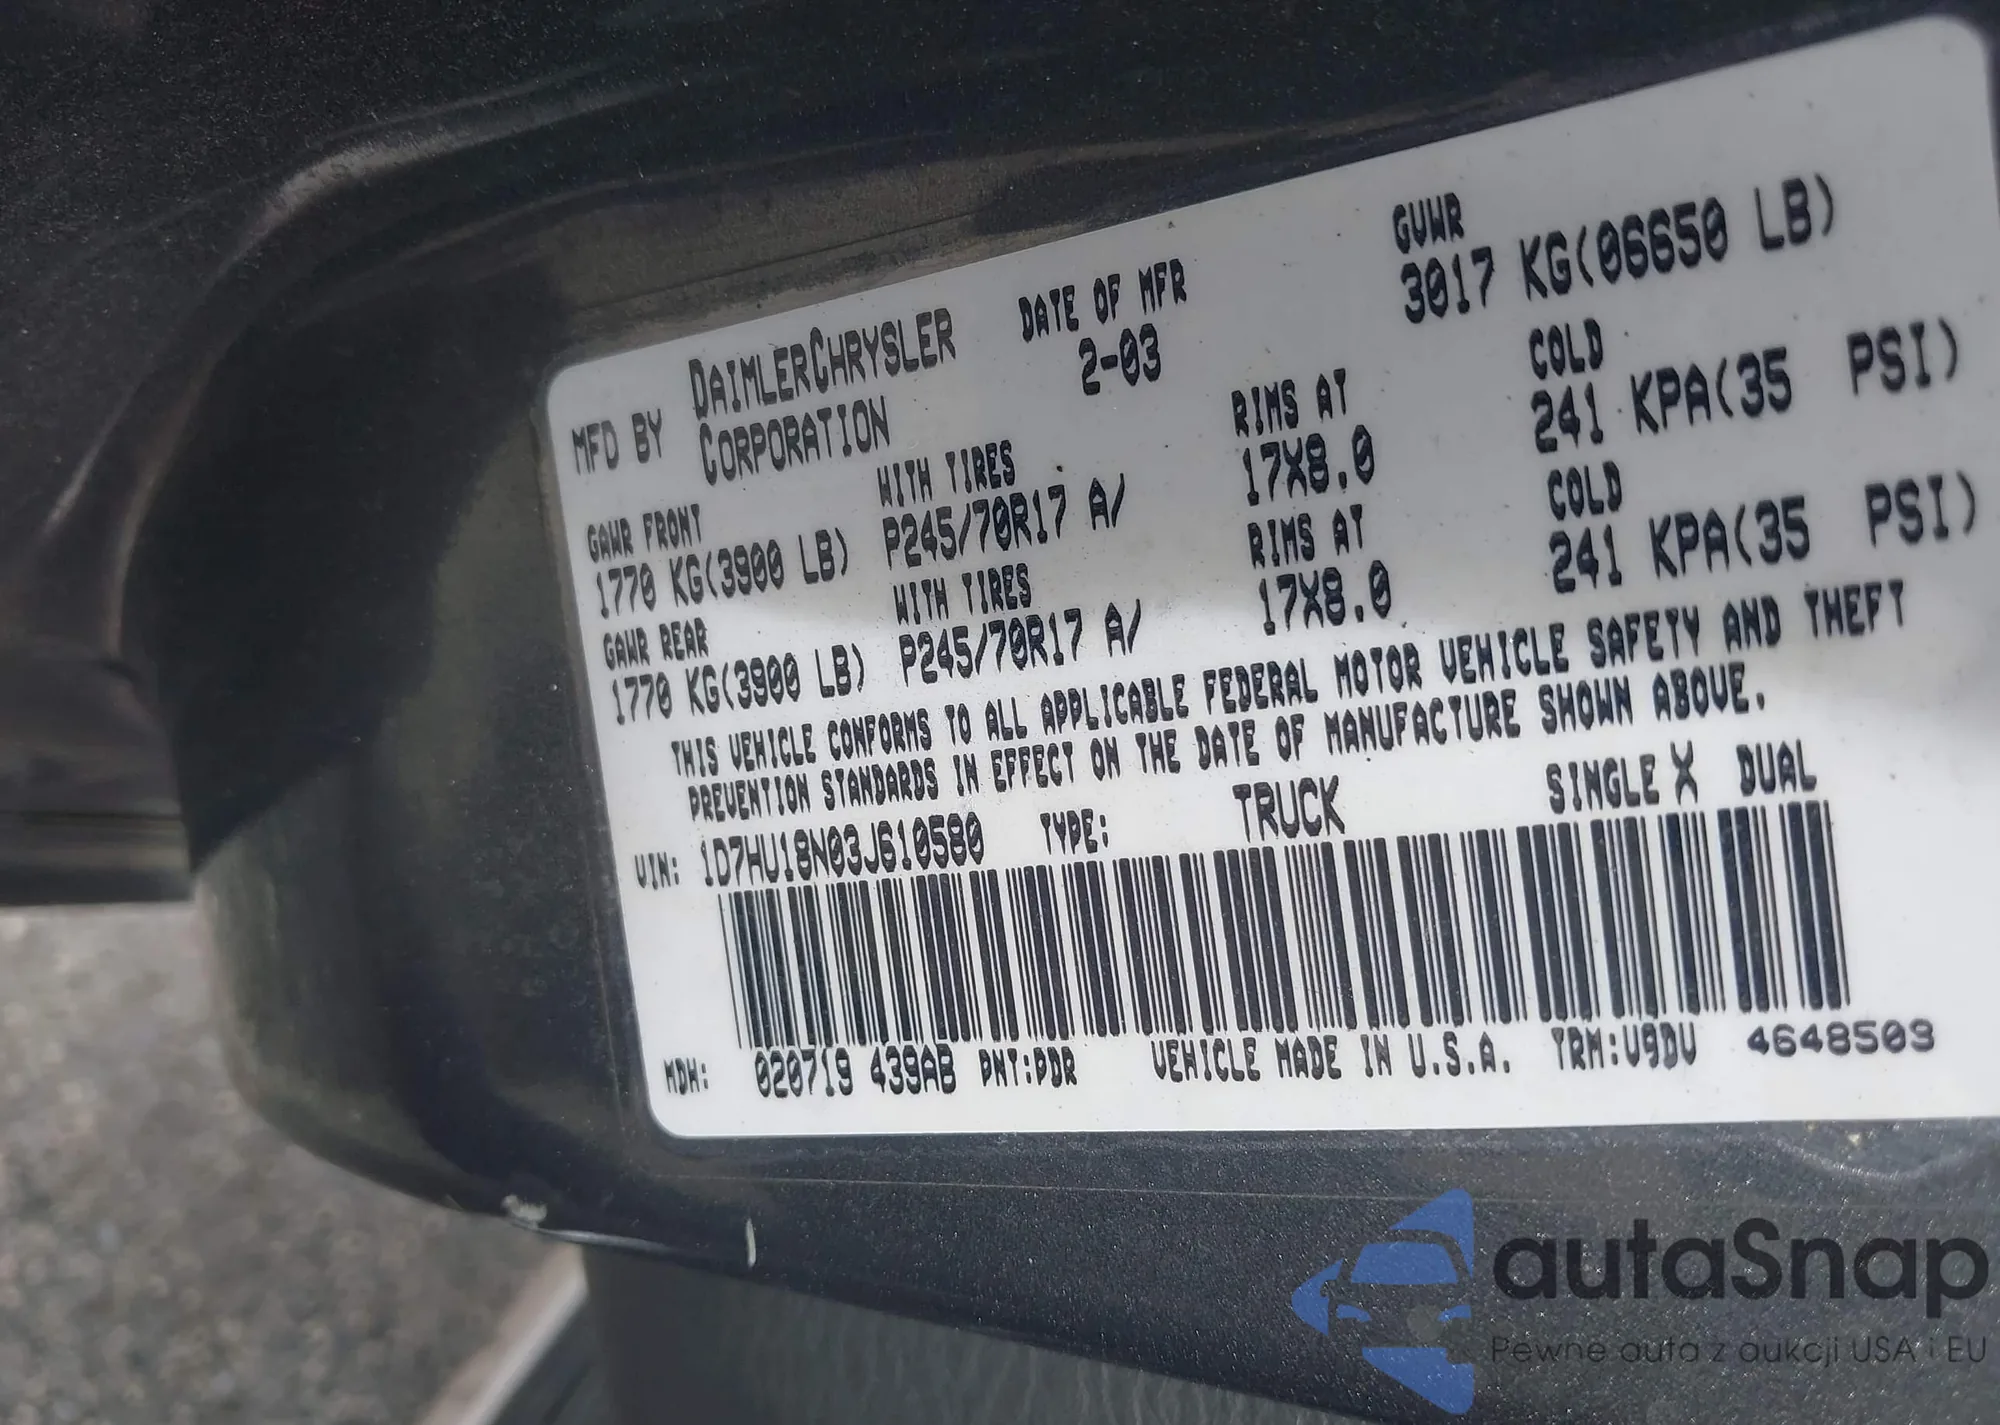 MFD BY DAIMLERCHRYSLER CORPORATION DATE OF MFR 2-03 GVWR 3017 KG(06650 LB)
GAWR FRONT WITH TIRES RIMS AT COLD
1770 KG(3900 LB) P245/70R17 A/ 17X8.0 241 KPA(35 PSI)
GAWR REAR WITH TIRES RIMS AT COLD
1770 KG(3900 LB) P245/70R17 A/ 17X8.0 241 KPA(35 PSI)
THIS VEHICLE CONFORMS TO ALL APPLICABLE FEDERAL MOTOR VEHICLE SAFETY AND THEFT
PREVENTION STANDARDS IN EFFECT ON THE DATE OF MANUFACTURE SHOWN ABOVE.
VIN: 1D7HU18N03J610580 TYPE: TRUCK SINGLE X DUAL
MDH: 020719 439AB PNT:PDR VEHICLE MADE IN U.S.A. TRM:V9DV 4648509
autaSnap
Pewne auta z aukcji USA i EU